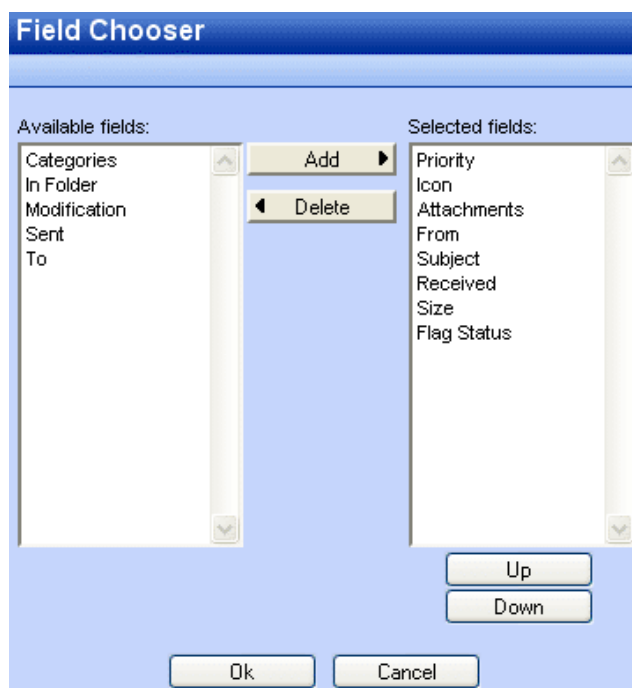 Field Chooser
Available fields:
Categories
In Folder
Modification
Sent
To
Add
Delete
Selected fields:
Priority
Icon
Attachments
From
Subject
Received
Size
Flag Status
Up
Down
Ok
Cancel